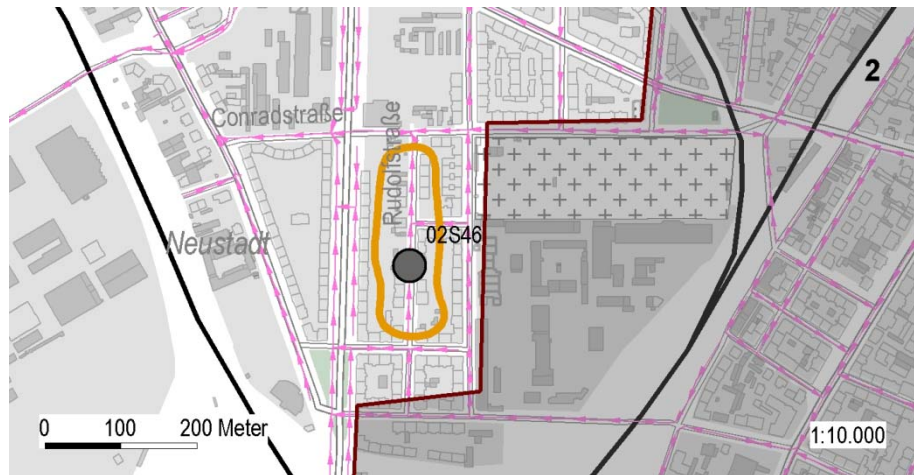 2
Conradstraße
Rudolfstraße
Neustadt
02S46
0 100 200 Meter
1:10.000